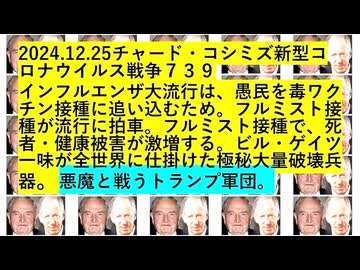 2024.12.25チャード・コシミズ新型コ
ロナウイルス戦争７３９
インフルエンザ大流行は、愚民を毒ワク
チン接種に追い込むため。フルミスト接
種が流行に拍車。フルミスト接種で、死
者・健康被害が激増する。ビル・ゲイツ
一味が全世界に仕掛けた極秘大量破壊兵
器。 悪魔と戦うトランプ軍団。